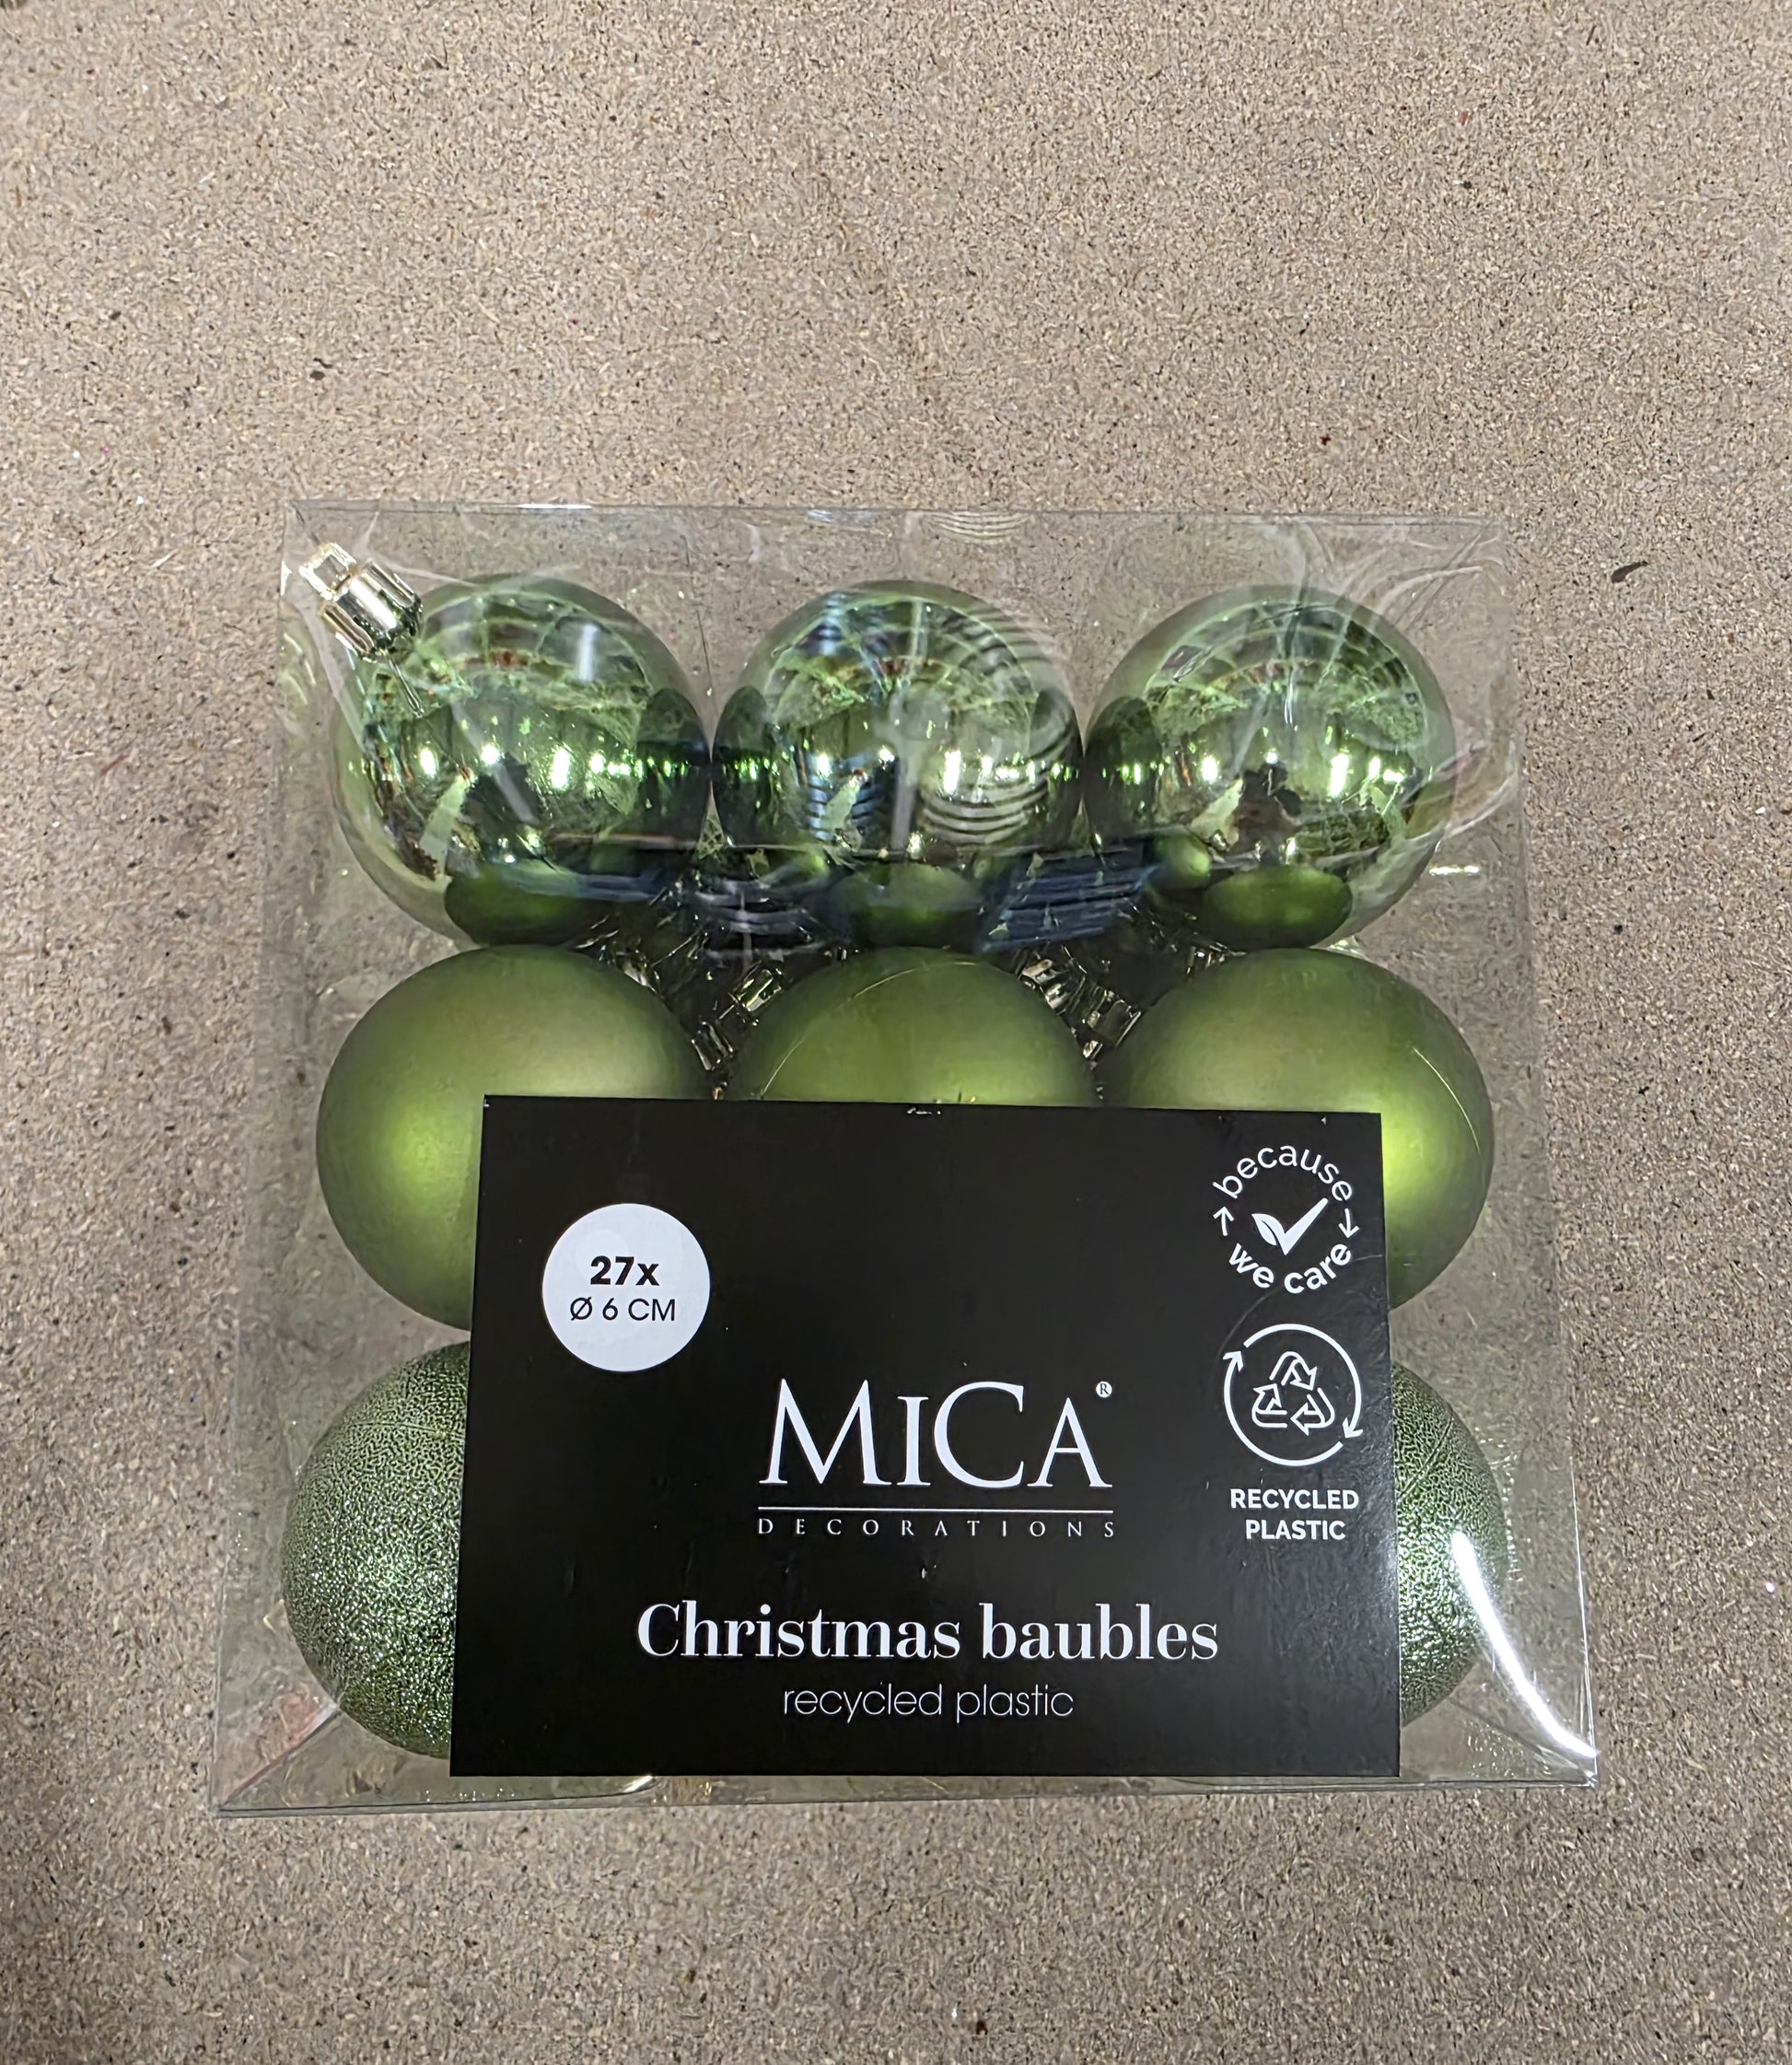 because
we care
27x
Ø 6 CM
MiCA®
DECORATIONS
RECYCLED
PLASTIC
Christmas baubles
recycled plastic